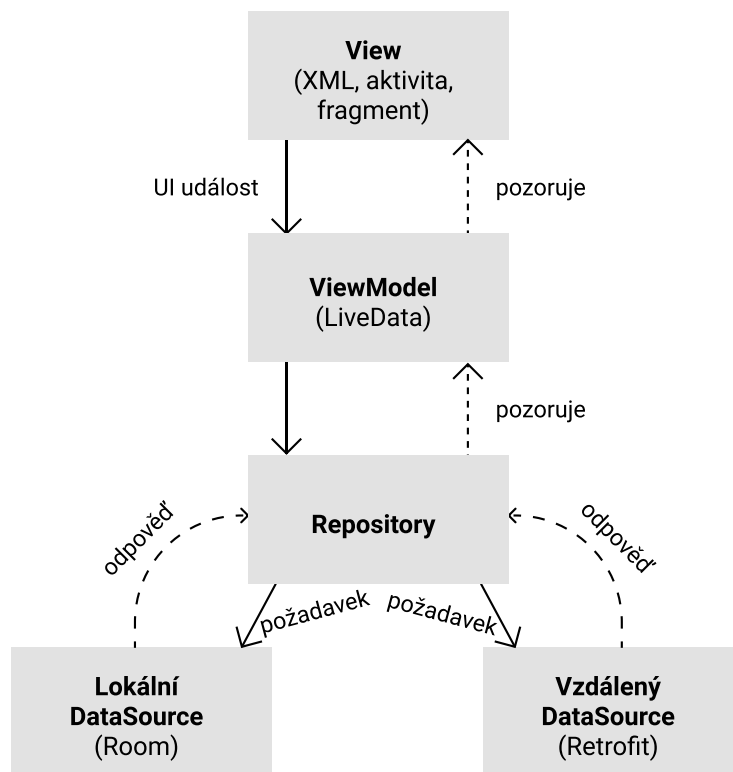 View
(XML, aktivita,
fragment)
UI událost
pozoruje
ViewModel
(LiveData)
pozoruje
odpověď
Repository
odpověď
požadavek
požadavek
Lokální
DataSource
(Room)
Vzdálený
DataSource
(Retrofit)